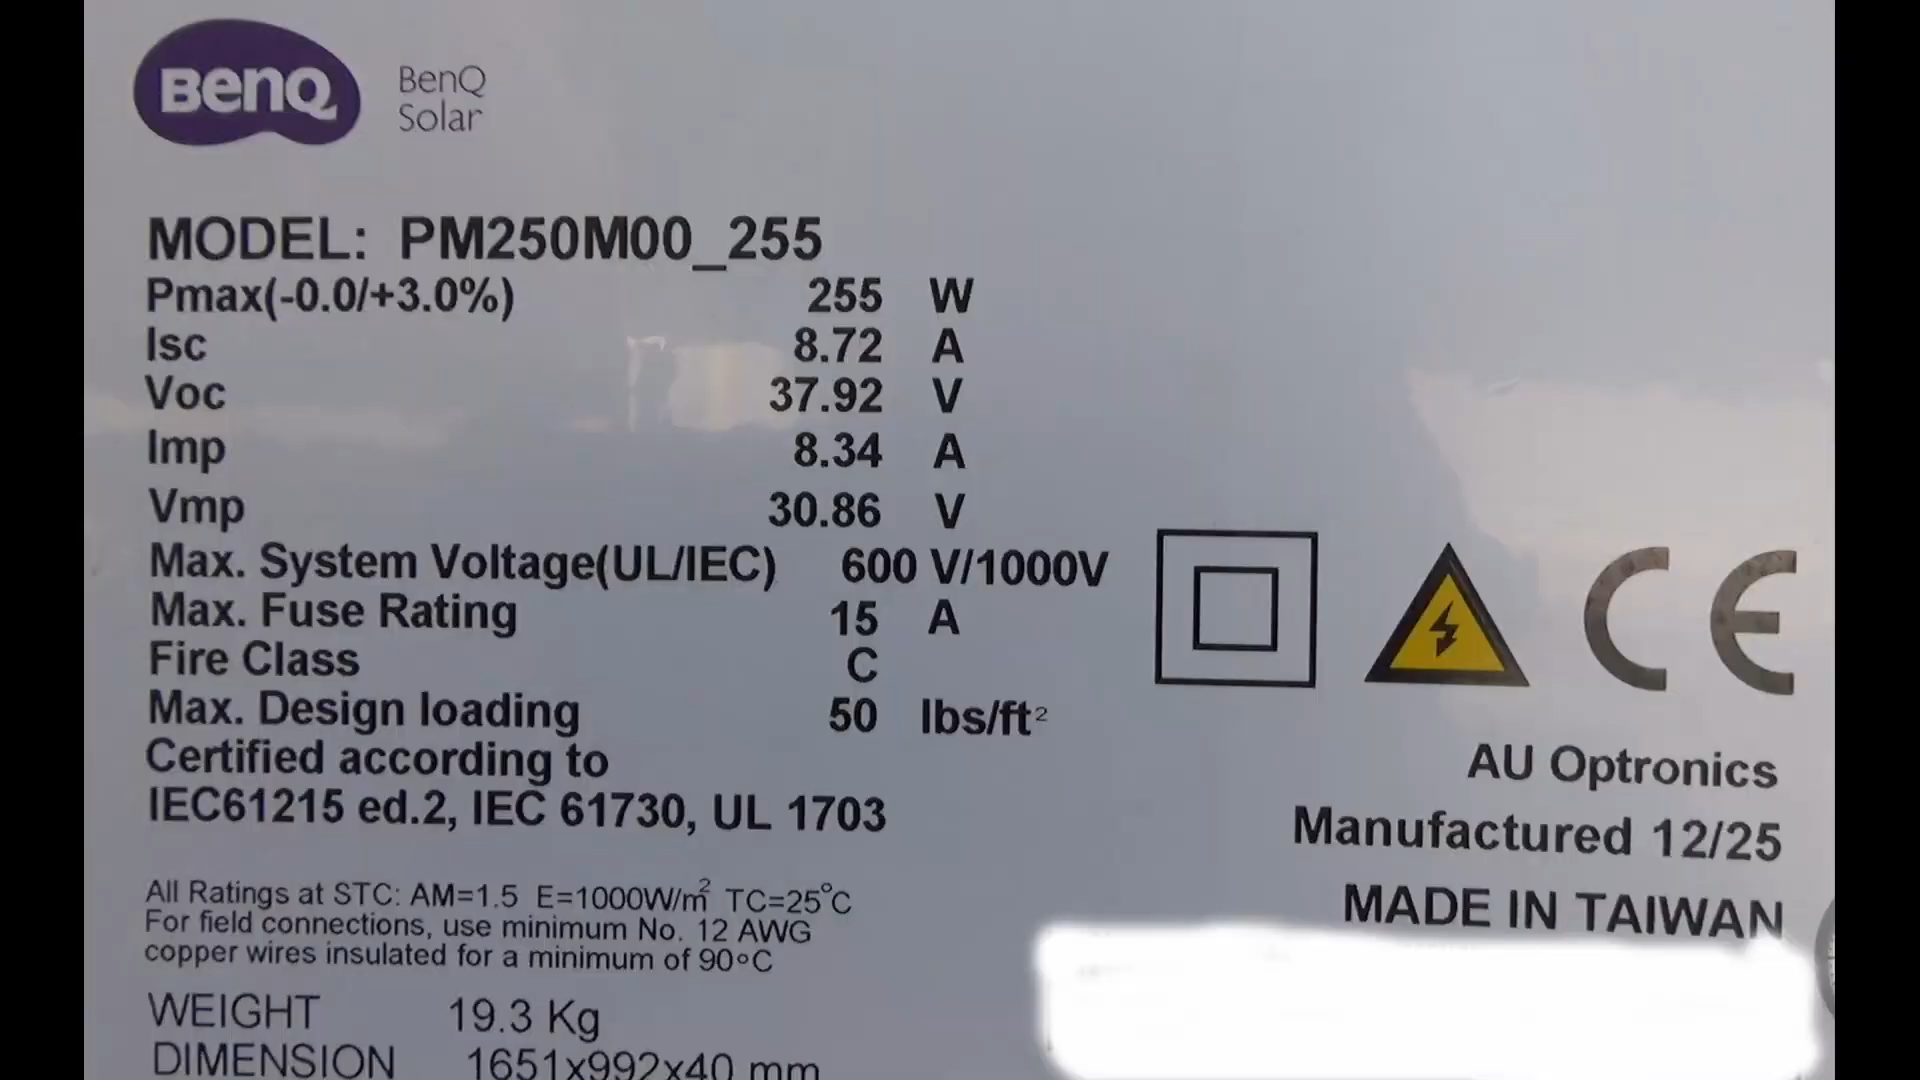 BenQ
BenQ
Solar
MODEL: PM250M00_255
Pmax(-0.0/+3.0%) 255 W
Isc 8.72 A
Voc 37.92 V
Imp 8.34 A
Vmp 30.86 V
Max. System Voltage(UL/IEC) 600 V/1000V
Max. Fuse Rating 15 A
Fire Class C
Max. Design loading 50 lbs/ft²
Certified according to
IEC61215 ed.2, IEC 61730, UL 1703
CE
AU Optronics
Manufactured 12/25
MADE IN TAIWAN
All Ratings at STC: AM=1.5 E=1000W/m² TC=25°C
For field connections, use minimum No. 12 AWG
copper wires insulated for a minimum of 90°C
WEIGHT 19.3 Kg
DIMENSION 1651x992x40 mm